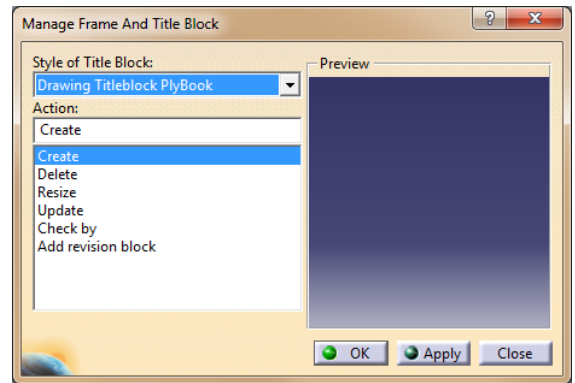 Manage Frame And Title Block
?
X
Style of Title Block:
Drawing Titleblock PlyBook
Action:
Create
Create
Delete
Resize
Update
Check by
Add revision block
Preview
OK
Apply
Close